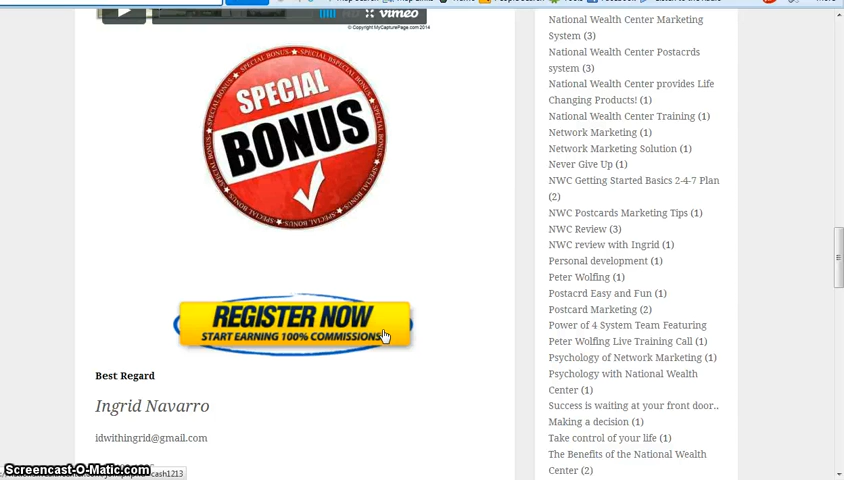 vimeo
© Copyright MyCapturePage.com 2014
SPECIAL
BONUS
REGISTER NOW
START EARNING 100% COMMISSIONS
Best Regard
Ingrid Navarro
idwithingrid@gmail.com
National Wealth Center Marketing
System (3)
National Wealth Center Postacrds
system (3)
National Wealth Center provides Life
Changing Products! (1)
National Wealth Center Training (1)
Network Marketing (1)
Network Marketing Solution (1)
Never Give Up (1)
NWC Getting Started Basics 2-4-7 Plan
(2)
NWC Postcards Marketing Tips (1)
NWC Review (3)
NWC review with Ingrid (1)
Personal development (1)
Peter Wolfing (1)
Postacrd Easy and Fun (1)
Postcard Marketing (2)
Power of 4 System Team Featuring
Peter Wolfing Live Training Call (1)
Psychology of Network Marketing (1)
Psychology with National Wealth
Center (1)
Success is waiting at your front door..
Making a decision (1)
Take control of your life (1)
The Benefits of the National Wealth
Center (2)
Screencast-O-Matic.com
cash1213